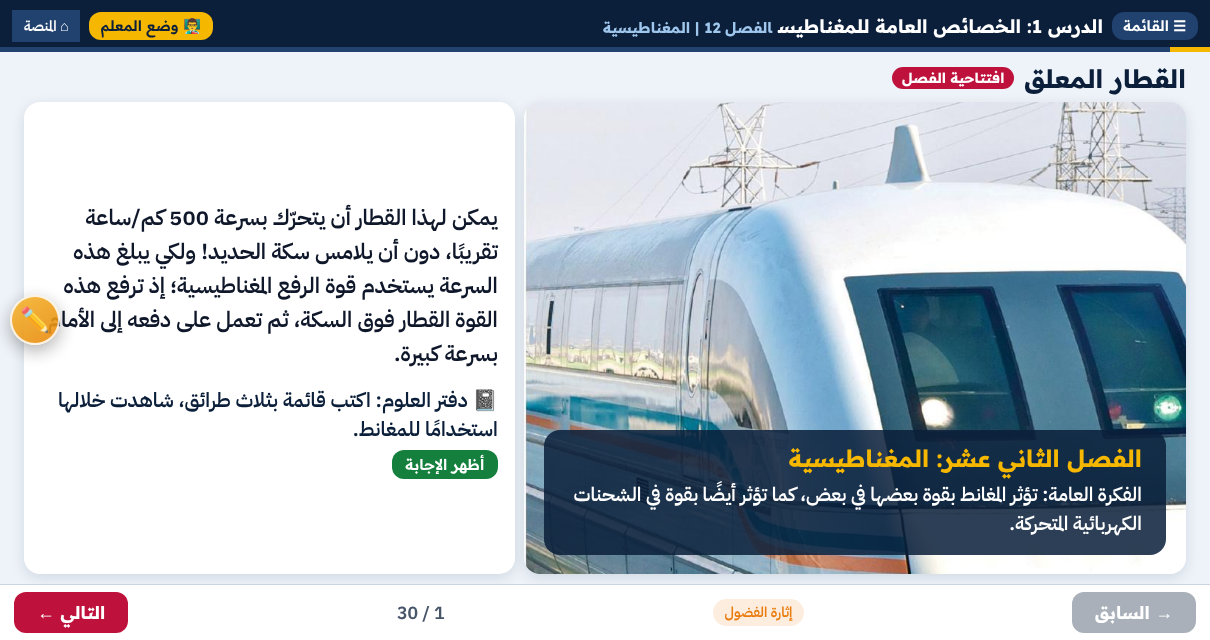 ☰ القائمة
الدرس 1: الخصائص العامة للمغناطيس
الفصل 12 | المغناطيسية
👨‍🏫 وضع المعلم
⌂ المنصة
القطار المعلق
افتتاحية الفصل
الفصل الثاني عشر: المغناطيسية
الفكرة العامة: تؤثر المغانط بقوة بعضها في بعض، كما تؤثر أيضًا بقوة في الشحنات
الكهربائية المتحركة.
يمكن لهذا القطار أن يتحرّك بسرعة 500 كم/ساعة
تقريبًا، دون أن يلامس سكة الحديد! ولكي يبلغ هذه
السرعة يستخدم قوة الرفع المغناطيسية؛ إذ ترفع هذه
القوة القطار فوق السكة، ثم تعمل على دفعه إلى الأما
بسرعة كبيرة.
📓 دفتر العلوم: اكتب قائمة بثلاث طرائق، شاهدت خلالها
استخدامًا للمغانط.
أظهر الإجابة
→ السابق
إثارة الفضول
1 / 30
التالي ←